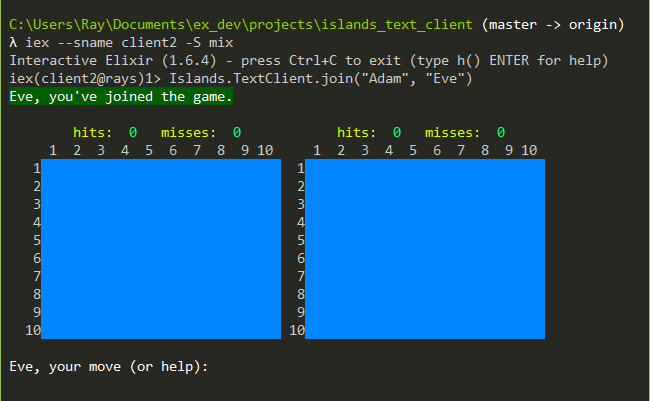 C:\Users\Ray\Documents\ex_dev\projects\islands_text_client (master -> origin)
λ iex --sname client2 -S mix
Interactive Elixir (1.6.4) - press Ctrl+C to exit (type h() ENTER for help)
iex(client2@rays)1> Islands.TextClient.join("Adam", "Eve")
Eve, you've joined the game.
hits: 0 misses: 0 hits: 0 misses: 0
1 2 3 4 5 6 7 8 9 10 1 2 3 4 5 6 7 8 9 10
1 1
2 2
3 3
4 4
5 5
6 6
7 7
8 8
9 9
10 10
Eve, your move (or help):